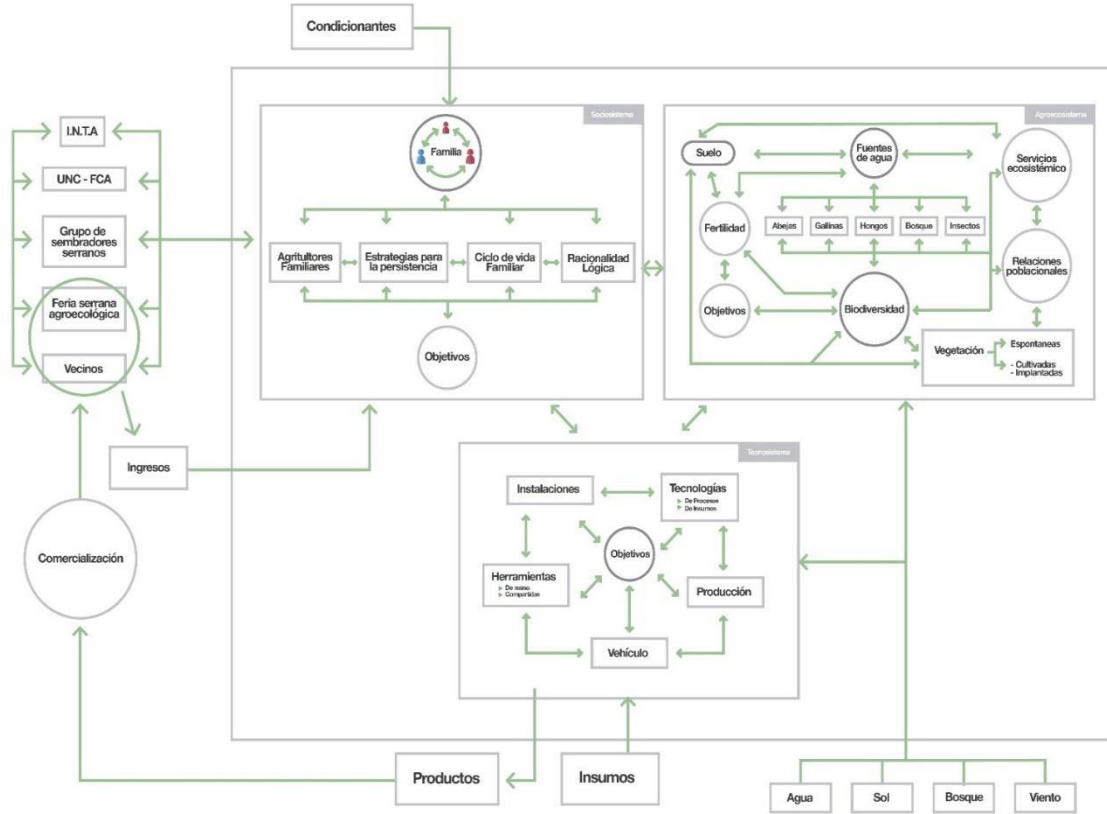 Condicionantes
I.N.T.A
UNC - FCA
Grupo de
sembradores
serranos
Fería serrana
agroecológica
Vecinos
Ingresos
Comercialización
Sociosistema
Familia
Agritultores
Familiares
Estrategias para
la persistencia
Ciclo de vida
Familiar
Racionalidad
Lógica
Objetivos
Agroecosistema
Suelo
Fuentes
de agua
Servicios
ecosistémico
Fertilidad
Abejas
Gallinas
Hongos
Bosque
Insectos
Relaciones
poblacionales
Objetivos
Biodiversidad
Vegetación
Espontaneas
- Cultivadas
- Implantadas
Tecnosistema
Instalaciones
Tecnologías
De Procesos
De Insumos
Objetivos
Herramientas
De reuso
Compartidas
Producción
Vehículo
Productos
Insumos
Agua
Sol
Bosque
Viento